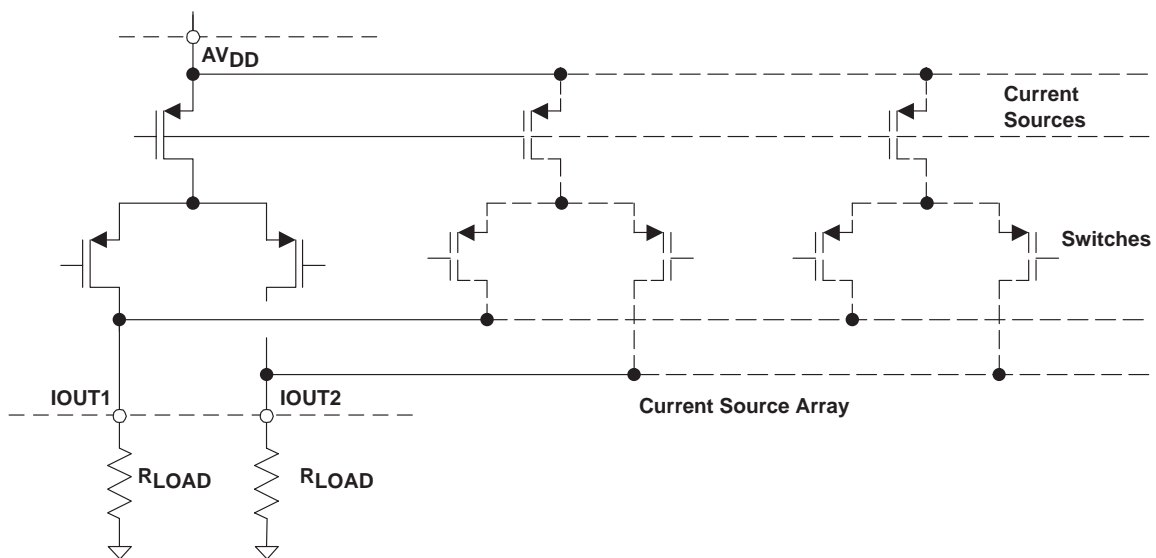 AVDD
Current
Sources
Switches
IOUT1
IOUT2
Current Source Array
RLOAD
RLOAD